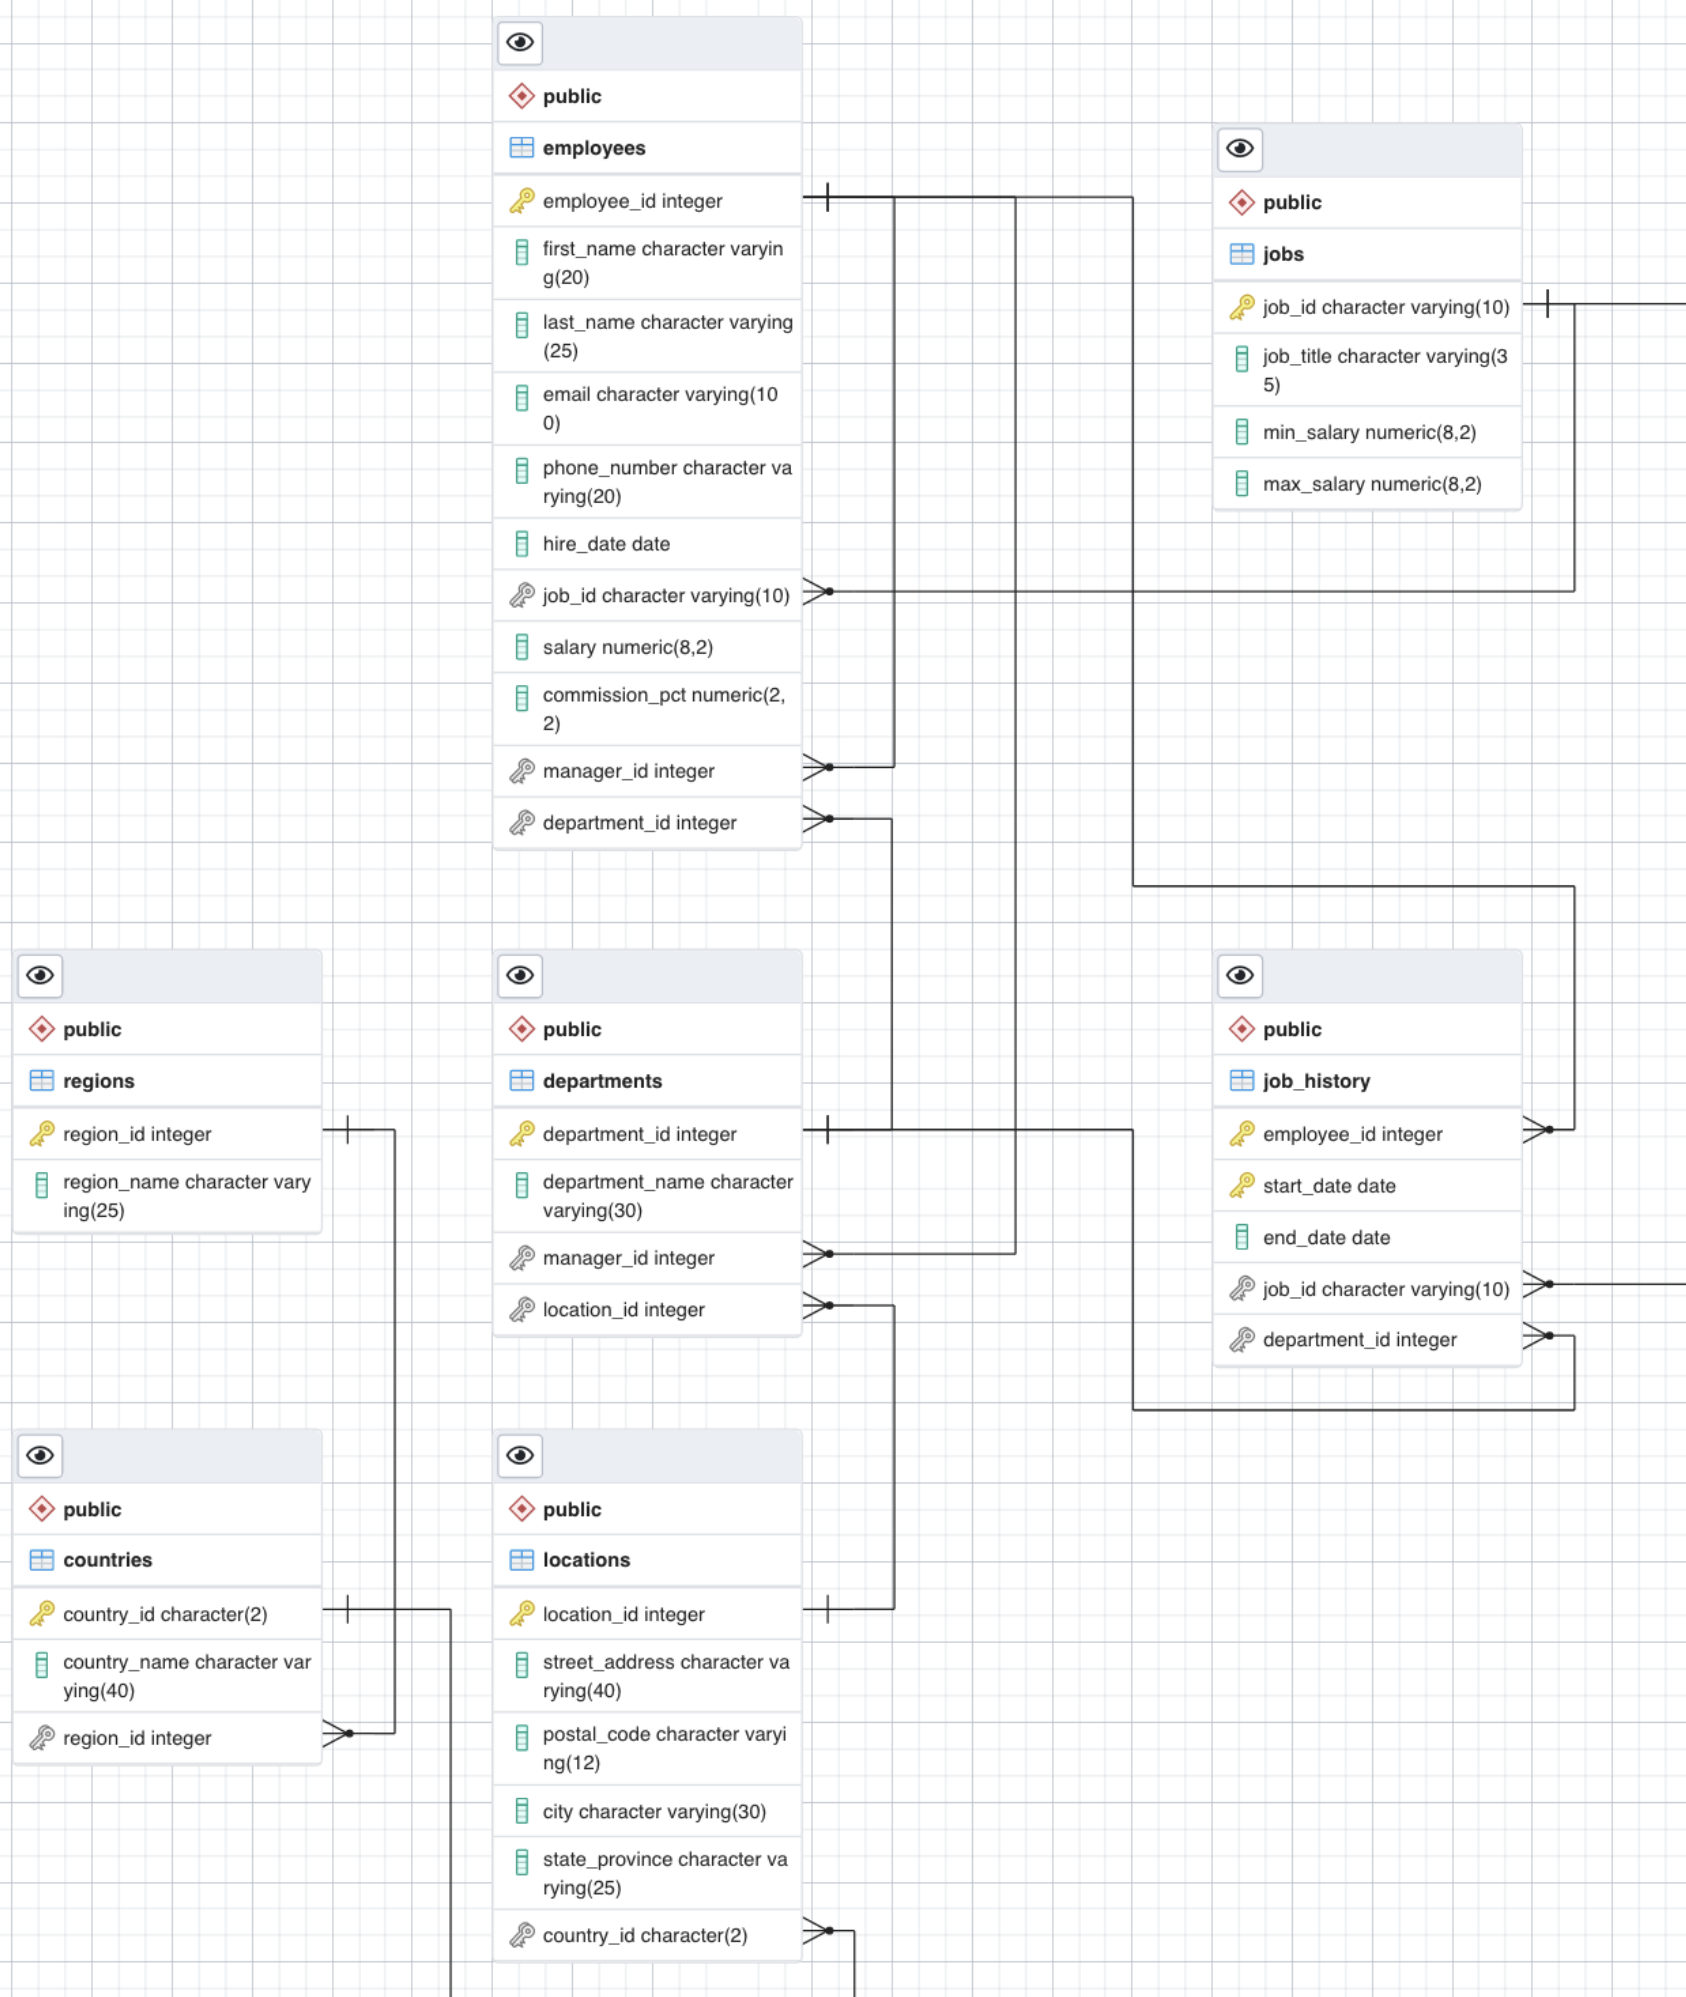 public
employees
employee_id integer
first_name character varyin
g(20)
last_name character varying
(25)
email character varying(10
0)
phone_number character va
rying(20)
hire_date date
job_id character varying(10)
salary numeric(8,2)
commission_pct numeric(2,
2)
manager_id integer
department_id integer
public
jobs
job_id character varying(10)
job_title character varying(3
5)
min_salary numeric(8,2)
max_salary numeric(8,2)
public
regions
region_id integer
region_name character vary
ing(25)
public
departments
department_id integer
department_name character
varying(30)
manager_id integer
location_id integer
public
job_history
employee_id integer
start_date date
end_date date
job_id character varying(10)
department_id integer
public
countries
country_id character(2)
country_name character var
ying(40)
region_id integer
public
locations
location_id integer
street_address character va
rying(40)
postal_code character varyi
ng(12)
city character varying(30)
state_province character va
rying(25)
country_id character(2)